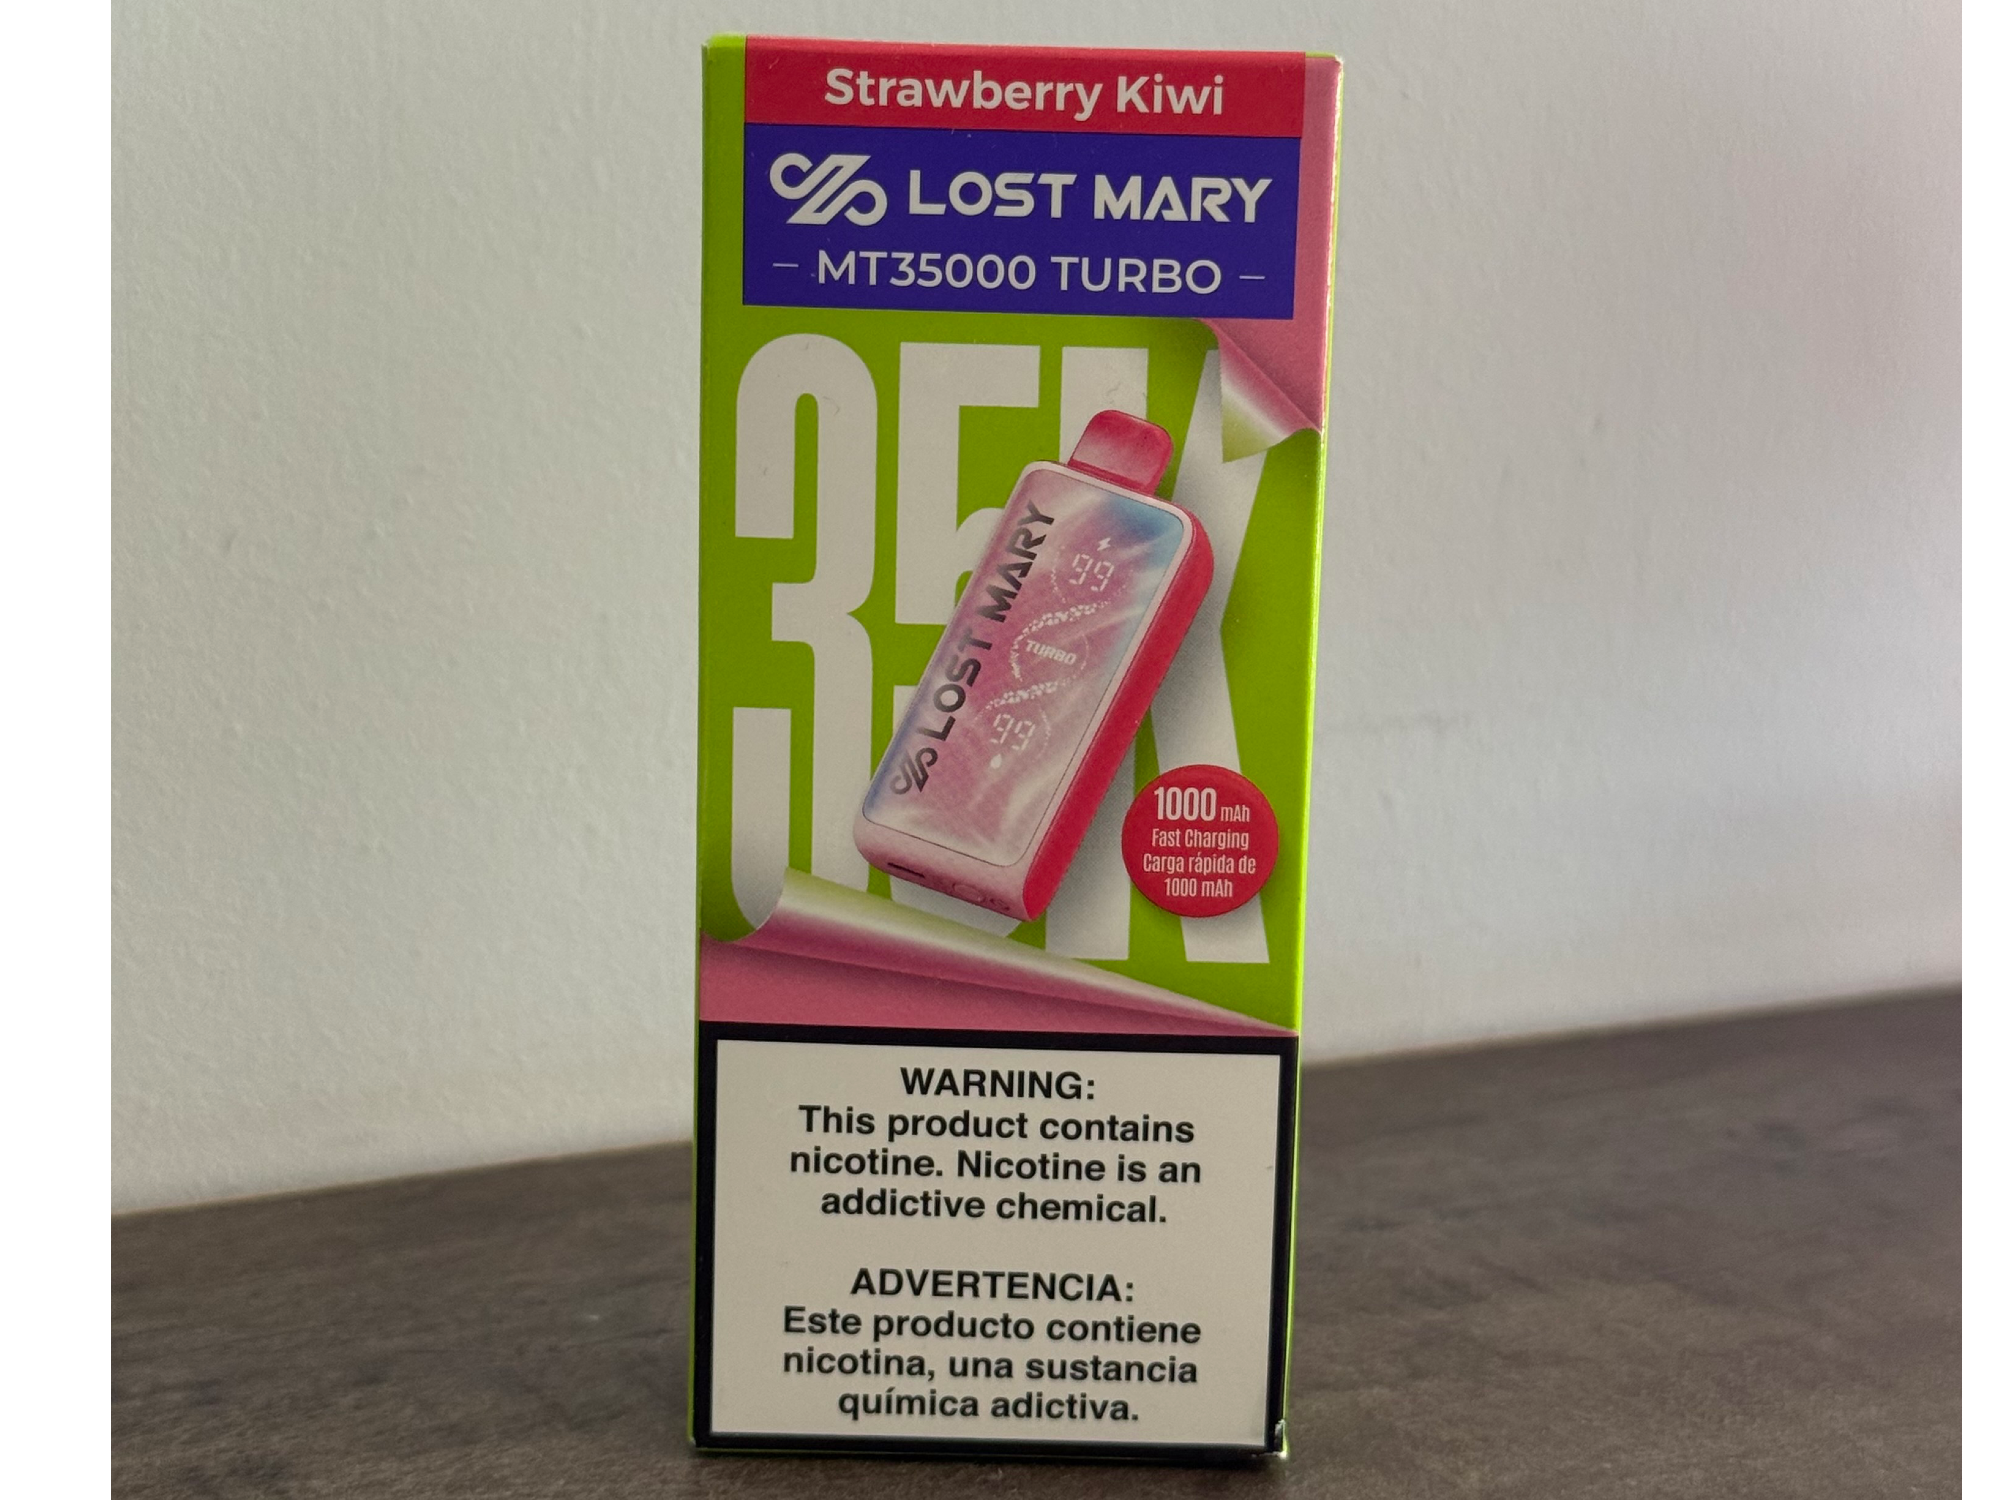 Strawberry Kiwi
LOST MARY
– MT35000 TURBO –
35K
LOST MARY
99
TURBO
99
1000 mAh
Fast Charging
Carga rápida de
1000 mAh
WARNING:
This product contains
nicotine. Nicotine is an
addictive chemical.
ADVERTENCIA:
Este producto contiene
nicotina, una sustancia
química adictiva.